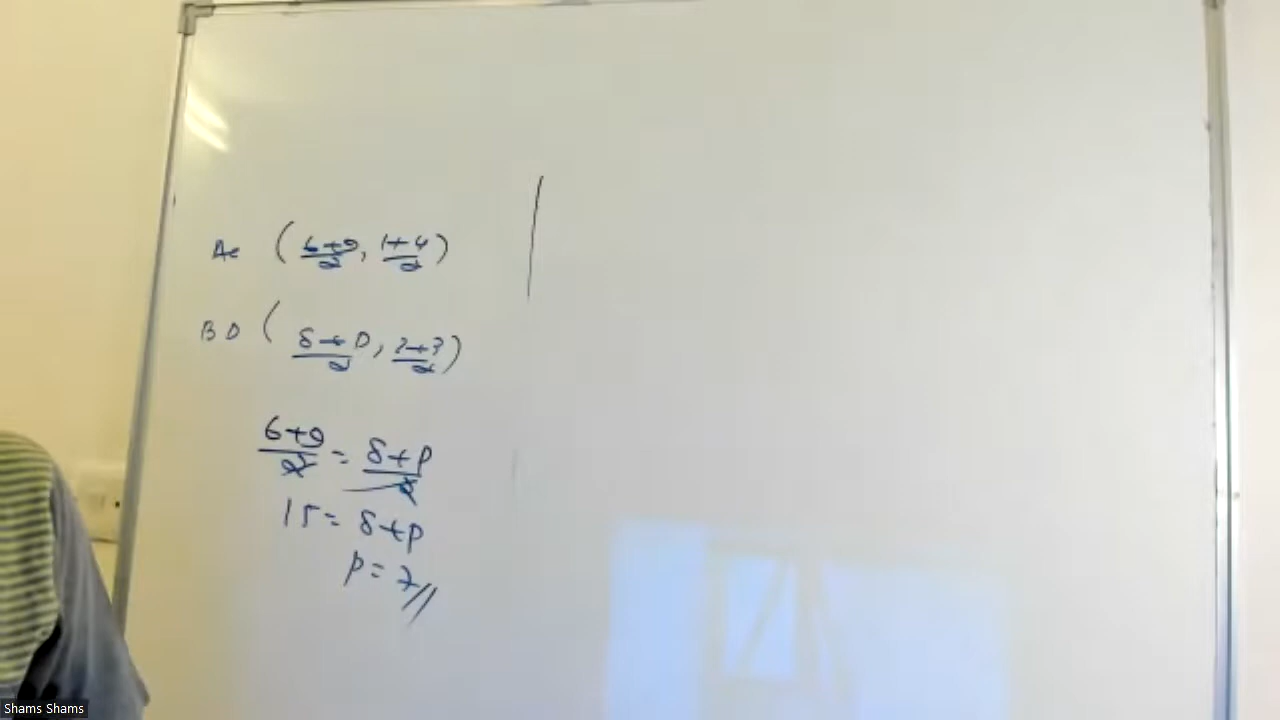 AC ( 6+9/2 , 1+4/2 )
BD ( 8+P/2 , 2+3/2 )
6+9/2 = 8+P/2
15 = 8+P
P = 7//
Shams Shams